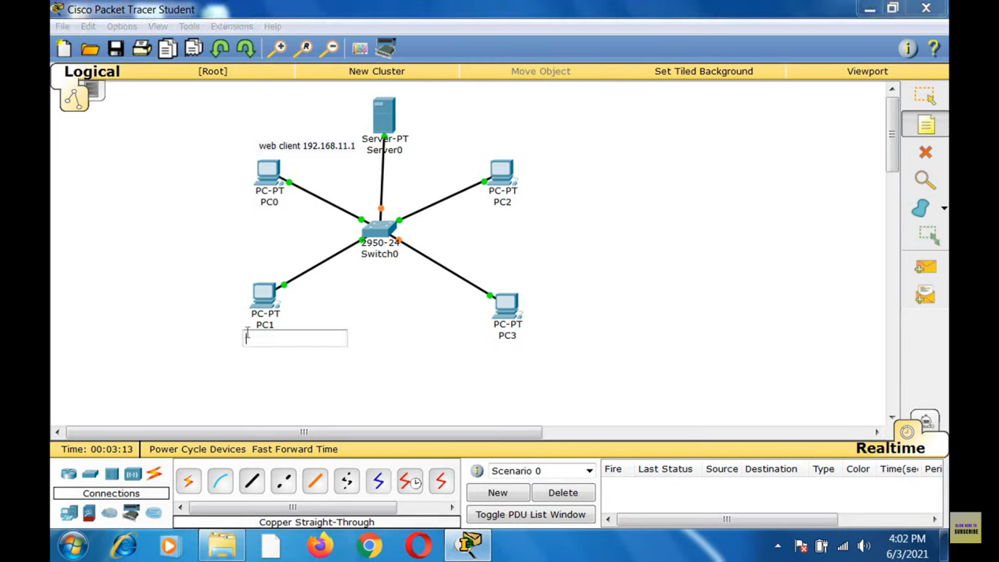 Cisco Packet Tracer Student
File Edit Options View Tools Extensions Help
Logical [Root] New Cluster Move Object Set Tiled Background Viewport
Server-PT
Server0
web client 192.168.11.1
PC-PT
PC0
PC-PT
PC2
2950-24
Switch0
PC-PT
PC1
PC-PT
PC3
Time: 00:03:13 Power Cycle Devices Fast Forward Time Realtime
Connections
Copper Straight-Through
Scenario 0
New Delete
Toggle PDU List Window
Fire Last Status Source Destination Type Color Time(sec Peri
4:02 PM
6/3/2021
CLICK HERE TO
SUBSCRIBE